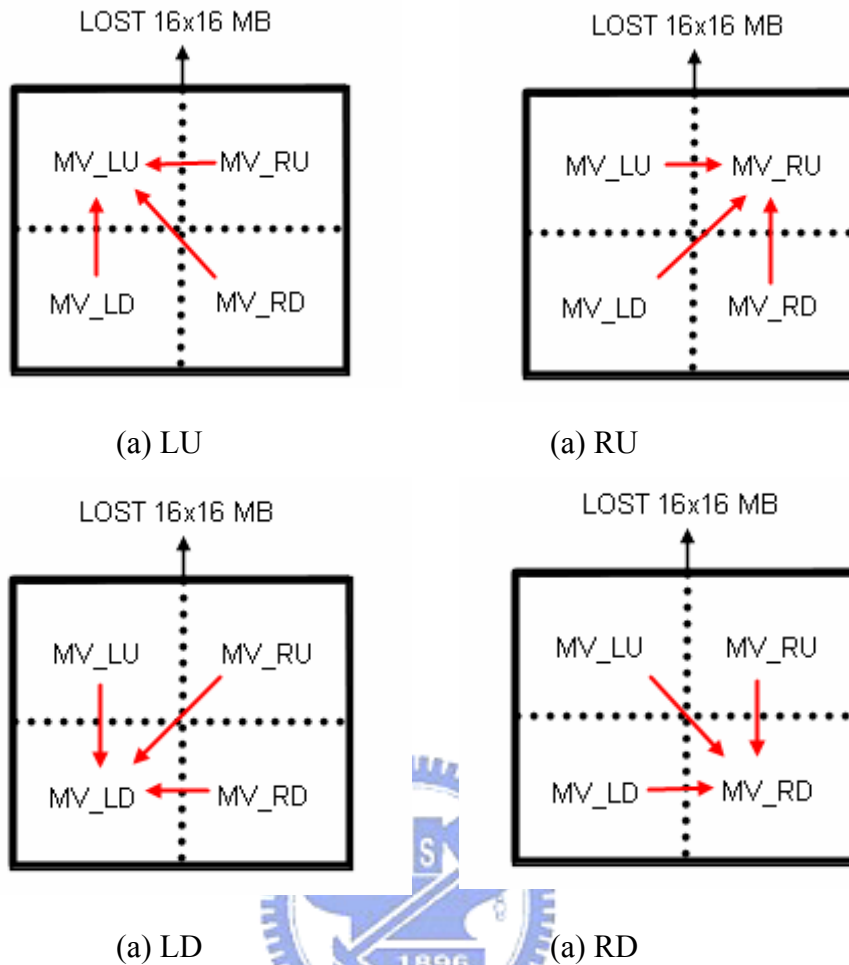 LOST 16x16 MB
MV_LU MV_RU
MV_LD MV_RD
(a) LU
LOST 16x16 MB
MV_LU MV_RU
MV_LD MV_RD
(a) RU
LOST 16x16 MB
MV_LU MV_RU
MV_LD MV_RD
(a) LD
LOST 16x16 MB
MV_LU MV_RU
MV_LD MV_RD
(a) RD
S
1896